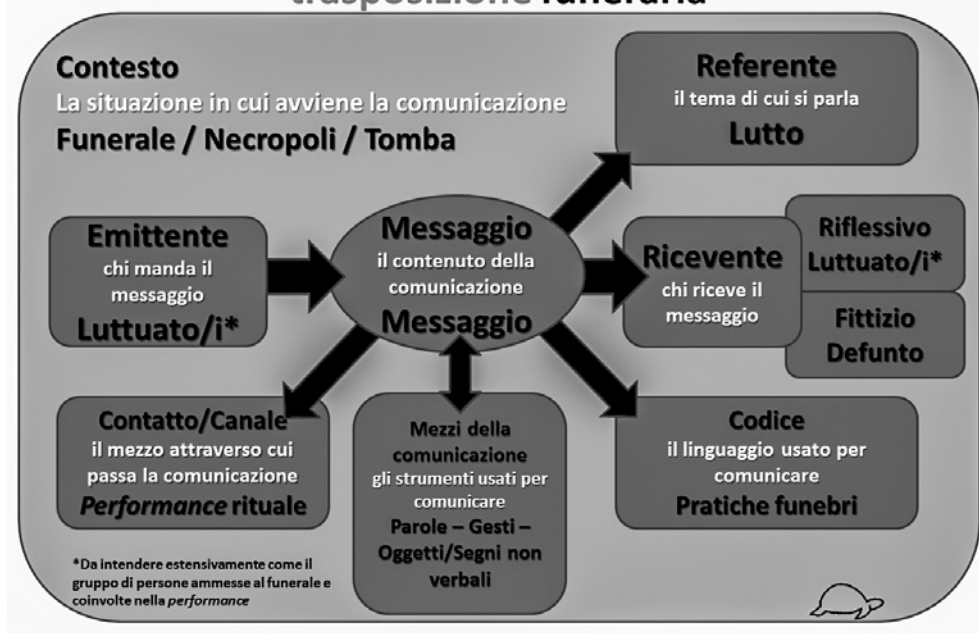 trasposizione funeraria
Contesto
La situazione in cui avviene la comunicazione
Funerale / Necropoli / Tomba
Referente
il tema di cui si parla
Lutto
Emittente
chi manda il
messaggio
Luttuato/i*
Messaggio
il contenuto della
comunicazione
Messaggio
Ricevente
chi riceve il
messaggio
Riflessivo
Luttuato/i*
Fittizio
Defunto
Contatto/Canale
il mezzo attraverso cui
passa la comunicazione
Performance rituale
Mezzi della
comunicazione
gli strumenti usati per
comunicare
Parole – Gesti –
Oggetti/Segni non
verbali
Codice
il linguaggio usato per
comunicare
Pratiche funebri
*Da intendere estensivamente come il
gruppo di persone ammesse al funerale e
coinvolte nella performance